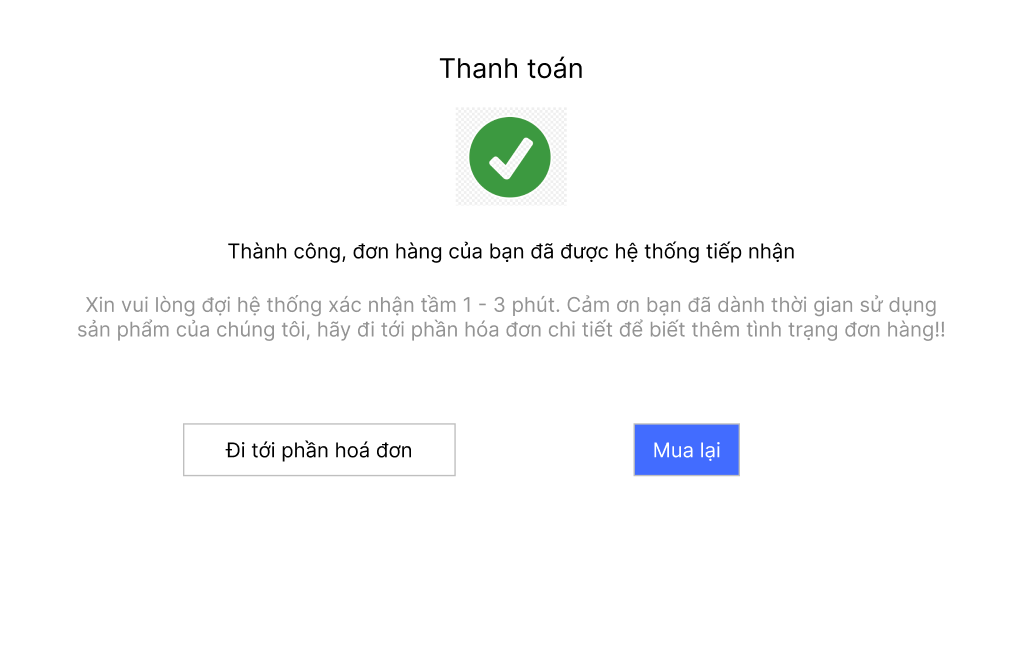 Thanh toán
Thành công, đơn hàng của bạn đã được hệ thống tiếp nhận
Xin vui lòng đợi hệ thống xác nhận tầm 1 - 3 phút. Cảm ơn bạn đã dành thời gian sử dụng
sản phẩm của chúng tôi, hãy đi tới phần hóa đơn chi tiết để biết thêm tình trạng đơn hàng!!
Đi tới phần hoá đơn
Mua lại